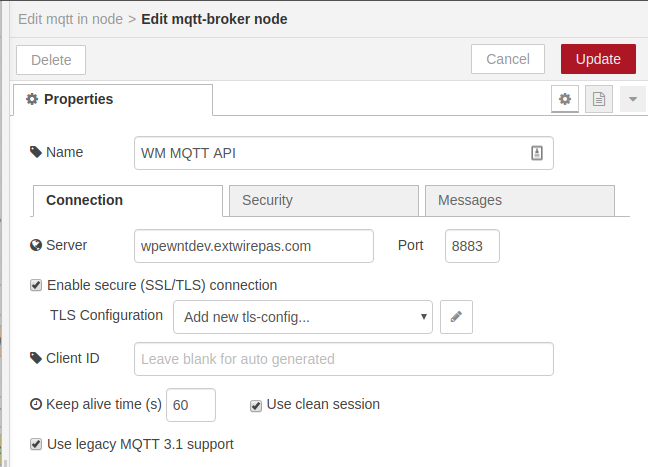 Edit mqtt in node > Edit mqtt-broker node
Delete Cancel Update
Properties
Name WM MQTT API
Connection Security Messages
Server wpewntdev.extwirepas.com Port 8883
Enable secure (SSL/TLS) connection
TLS Configuration Add new tls-config...
Client ID Leave blank for auto generated
Keep alive time (s) 60 Use clean session
Use legacy MQTT 3.1 support